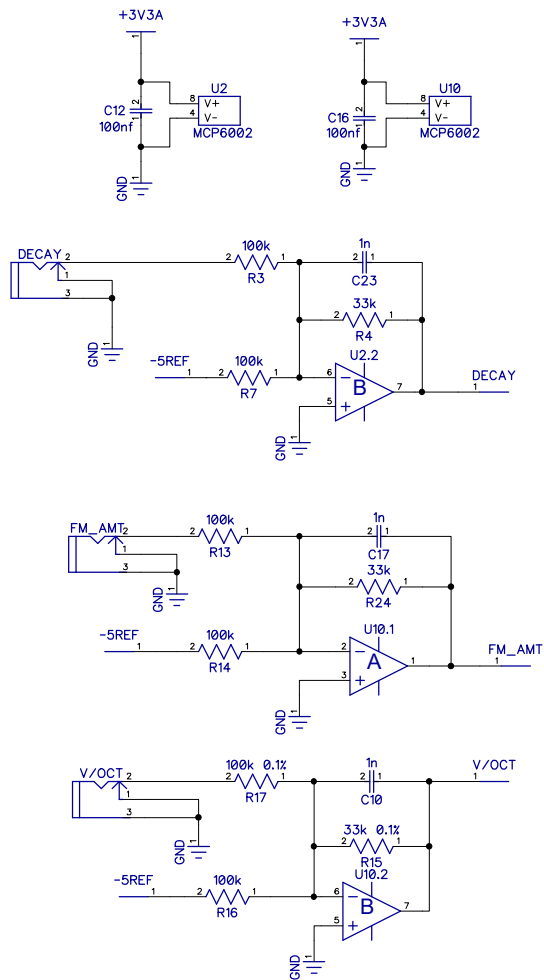 +3V3A +3V3A
1 1
U2 U10
C12 2 1 100nf 8 V+ 4 V- MCP6002
C16 2 1 100nf 8 V+ 4 V- MCP6002
GND 1 GND 1
DECAY 2 1 3
100k 2 1 R3
1n 2 1 C23
33k 2 1 R4
GND 1
-5REF 1
100k 2 1 R7
U2.2
6 - B 7
5 +
1 DECAY
GND 1
FM_AMT 2 1 3
100k 2 1 R13
1n 2 1 C17
33k 2 1 R24
GND 1
-5REF 1
100k 2 1 R14
U10.1
2 - A 1
3 +
1 FM_AMT
GND 1
V/OCT 2 1 3
100k 0.1% 2 1 R17
1n 2 1 C10
1 V/OCT
33k 0.1% 2 1 R15
GND 1
-5REF 1
100k 2 1 R16
U10.2
6 - B 7
5 +
GND 1